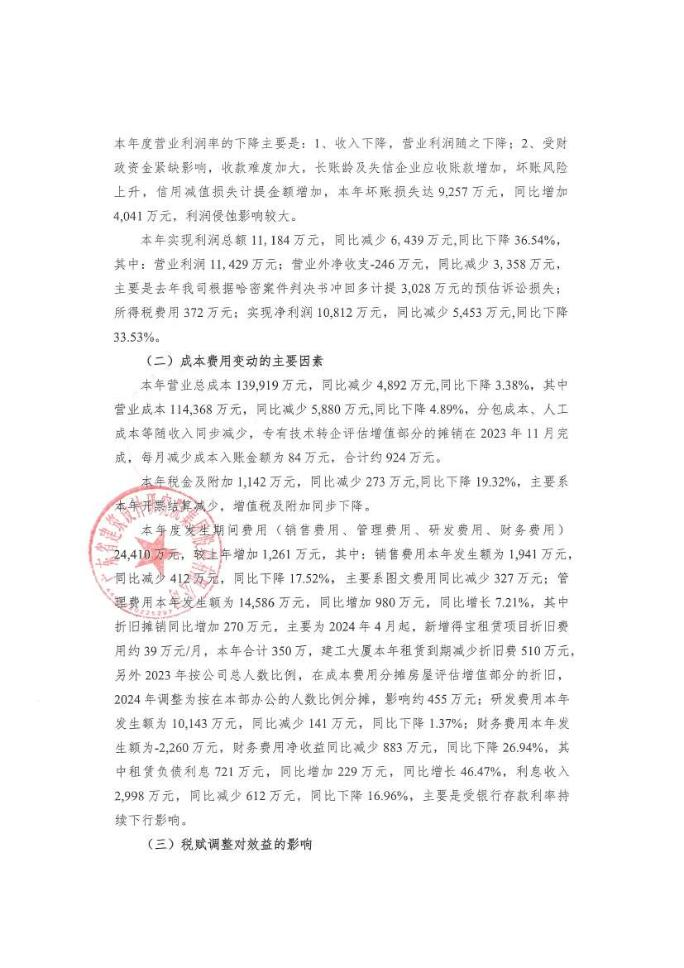 本年度营业利润率的下降主要是：1、收入下降，营业利润随之下降；2、受财
政资金紧缺影响，收款难度加大，长账龄及失信企业应收账款增加，坏账风险
上升，信用减值损失计提金额增加，本年坏账损失达 9,257 万元，同比增加
4,041 万元，利润侵蚀影响较大。
本年实现利润总额 11, 184 万元，同比减少 6, 439 万元,同比下降 36.54%，
其中：营业利润 11, 429 万元；营业外净收支-246 万元，同比减少 3, 358 万元，
主要是去年我司根据哈密案件判决书冲回多计提 3,028 万元的预估诉讼损失；
所得税费用 372 万元；实现净利润 10,812 万元，同比减少 5,453 万元,同比下降
33.53%。
（二）成本费用变动的主要因素
本年营业总成本 139,919 万元，同比减少 4,892 万元,同比下降 3.38%，其中
营业成本 114,368 万元，同比减少 5,880 万元,同比下降 4.89%，分包成本、人工
成本等随收入同步减少，专有技术转企评估增值部分的摊销在 2023 年 11 月完
成，每月减少成本入账金额为 84 万元，合计约 924 万元。
本年税金及附加 1,142 万元，同比减少 273 万元,同比下降 19.32%，主要系
本年开票结算减少，增值税及附加同步下降。
本年度发生期间费用（销售费用、管理费用、研发费用、财务费用）
24,410 万元，较上年增加 1,261 万元，其中：销售费用本年发生额为 1,941 万元，
同比减少 412 万元，同比下降 17.52%，主要系图文费用同比减少 327 万元；管
理费用本年发生额为 14,586 万元，同比增加 980 万元，同比增长 7.21%，其中
折旧摊销同比增加 270 万元，主要为 2024 年 4 月起，新增得宝租赁项目折旧费
用约 39 万元/月，本年合计 350 万，建工大厦本年租赁到期减少折旧费 510 万元，
另外 2023 年按公司总人数比例，在成本费用分摊房屋评估增值部分的折旧，
2024 年调整为按在本部办公的人数比例分摊，影响约 455 万元；研发费用本年
发生额为 10,143 万元，同比减少 141 万元，同比下降 1.37%；财务费用本年发
生额为-2,260 万元，财务费用净收益同比减少 883 万元，同比下降 26.94%，其
中租赁负债利息 721 万元，同比增加 229 万元，同比增长 46.47%，利息收入
2,998 万元，同比减少 612 万元，同比下降 16.96%，主要是受银行存款利率持
续下行影响。
（三）税赋调整对效益的影响
广东省建筑设计研究院集团股份有限公司